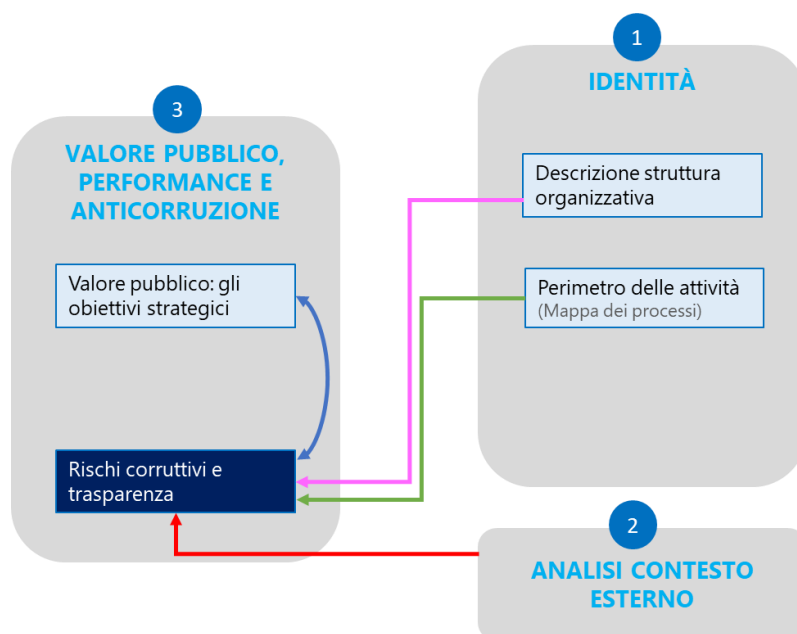 1
IDENTITÀ
Descrizione struttura
organizzativa
Perimetro delle attività
(Mappa dei processi)
2
ANALISI CONTESTO
ESTERNO
3
VALORE PUBBLICO,
PERFORMANCE E
ANTICORRUZIONE
Valore pubblico: gli
obiettivi strategici
Rischi corruttivi e
trasparenza